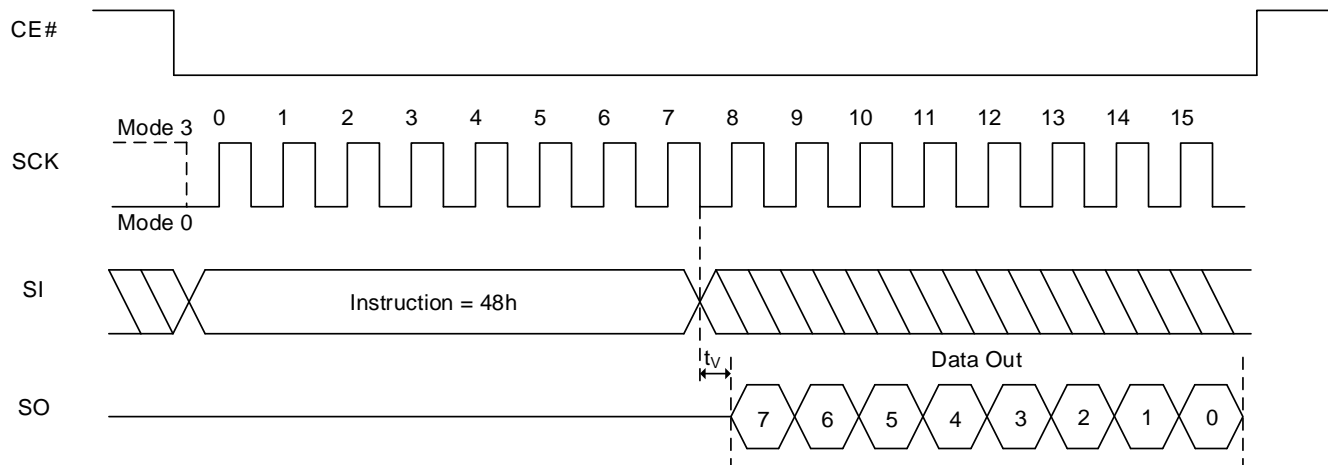 CE#
Mode 3
0 1 2 3 4 5 6 7 8 9 10 11 12 13 14 15
SCK
Mode 0
SI
Instruction = 48h
tV
Data Out
SO
7 6 5 4 3 2 1 0